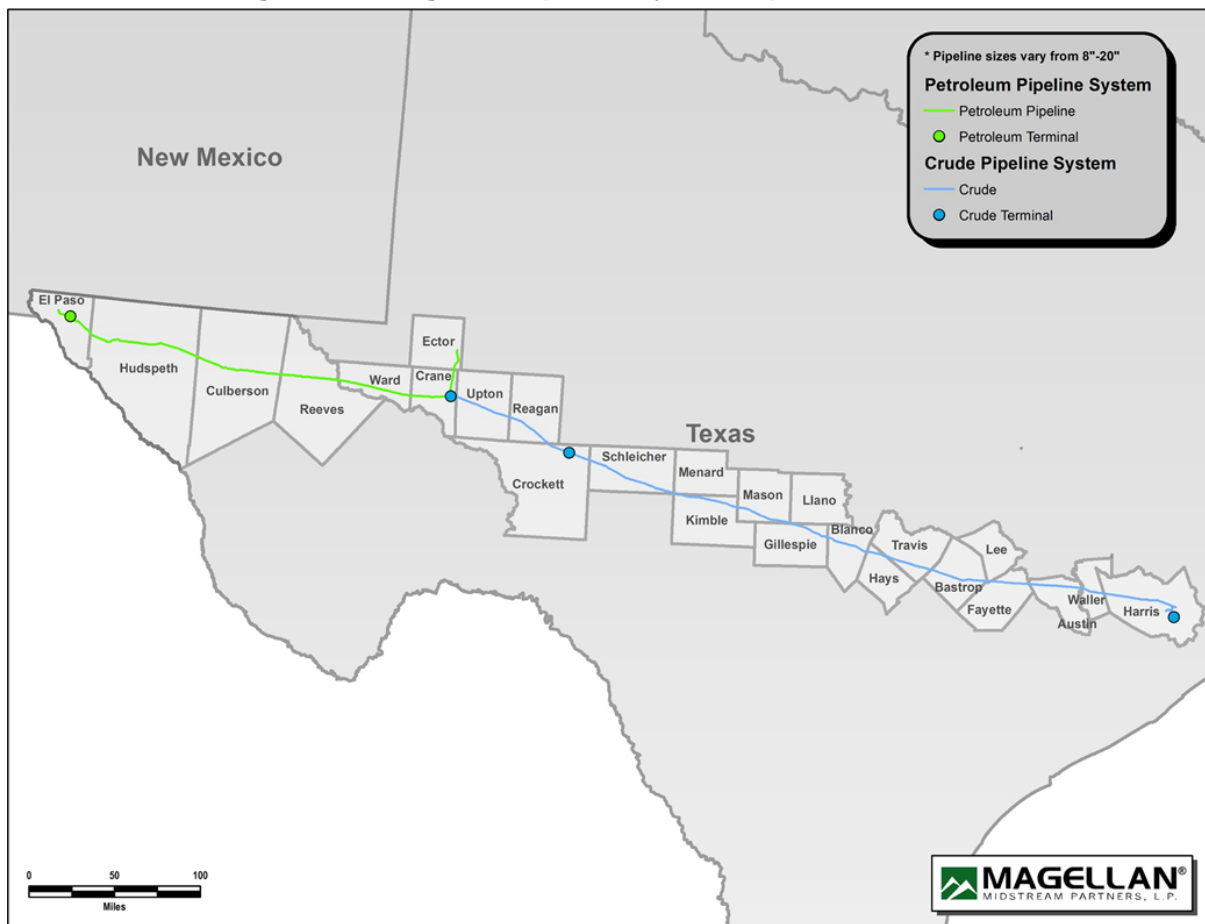 * Pipeline sizes vary from 8"-20"
Petroleum Pipeline System
Petroleum Pipeline
Petroleum Terminal
Crude Pipeline System
Crude
Crude Terminal
New Mexico
El Paso
Hudspeth
Culberson
Reeves
Ward
Ector
Crane
Upton
Reagan
Texas
Crockett
Schleicher
Menard
Kimble
Mason
Llano
Gillespie
Blanco
Hays
Travis
Bastrop
Lee
Fayette
Austin
Waller
Harris
0 50 100
Miles
MAGELLAN®
MIDSTREAM PARTNERS, L.P.